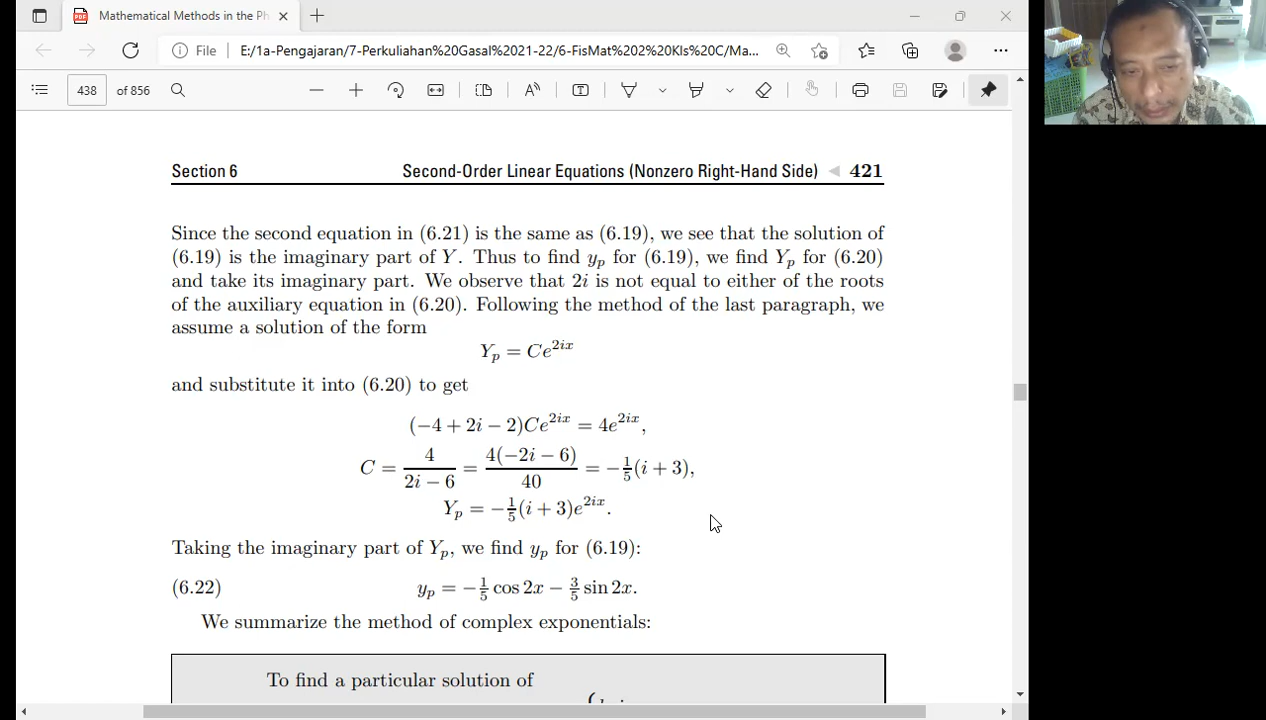 Mathematical Methods in the Ph
File E:/1a-Pengajaran/7-Perkuliahan%20Gasal%2021-22/6-FisMat%202%20Kls%20C/Ma...
438 of 856
Section 6 Second-Order Linear Equations (Nonzero Right-Hand Side) ◀ 421
Since the second equation in (6.21) is the same as (6.19), we see that the solution of
(6.19) is the imaginary part of Y. Thus to find yₚ for (6.19), we find Yₚ for (6.20)
and take its imaginary part. We observe that 2i is not equal to either of the roots
of the auxiliary equation in (6.20). Following the method of the last paragraph, we
assume a solution of the form
Yₚ = Ce^{2ix}
and substitute it into (6.20) to get
(−4 + 2i − 2)Ce^{2ix} = 4e^{2ix},
C = 4/(2i − 6) = 4(−2i − 6)/40 = −1/5(i + 3),
Yₚ = −1/5(i + 3)e^{2ix}.
Taking the imaginary part of Yₚ, we find yₚ for (6.19):
(6.22) yₚ = −1/5 cos 2x − 3/5 sin 2x.
We summarize the method of complex exponentials:
To find a particular solution of